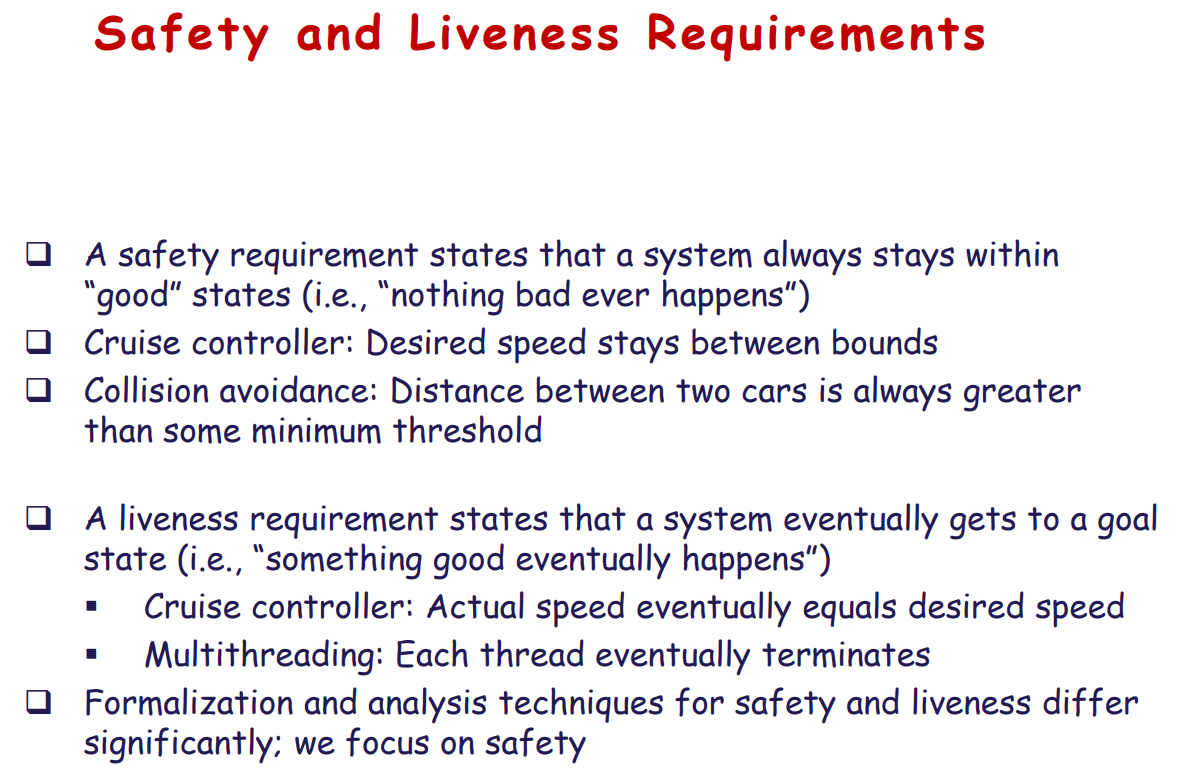 Safety and Liveness Requirements
❑ A safety requirement states that a system always stays within
“good” states (i.e., “nothing bad ever happens”)
❑ Cruise controller: Desired speed stays between bounds
❑ Collision avoidance: Distance between two cars is always greater
than some minimum threshold
❑ A liveness requirement states that a system eventually gets to a goal
state (i.e., “something good eventually happens”)
▪ Cruise controller: Actual speed eventually equals desired speed
▪ Multithreading: Each thread eventually terminates
❑ Formalization and analysis techniques for safety and liveness differ
significantly; we focus on safety